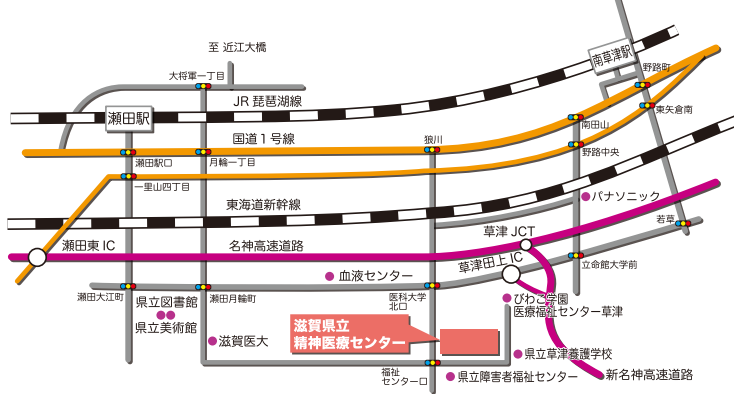 至 近江大橋
南草津駅
野路町
大将軍一丁目
JR琵琶湖線
東矢倉南
瀬田駅
南田山
国道1号線
狼川
瀬田駅口
月輪一丁目
野路中央
一里山四丁目
東海道新幹線
パナソニック
若草
瀬田東IC
名神高速道路
草津JCT
草津田上IC
立命館大学前
血液センター
瀬田大江町
県立図書館
県立美術館
瀬田月輪町
医科大学
北口
びわこ学園
医療福祉センター草津
滋賀県立
精神医療センター
滋賀医大
県立草津養護学校
福祉
センター口
県立障害者福祉センター
新名神高速道路